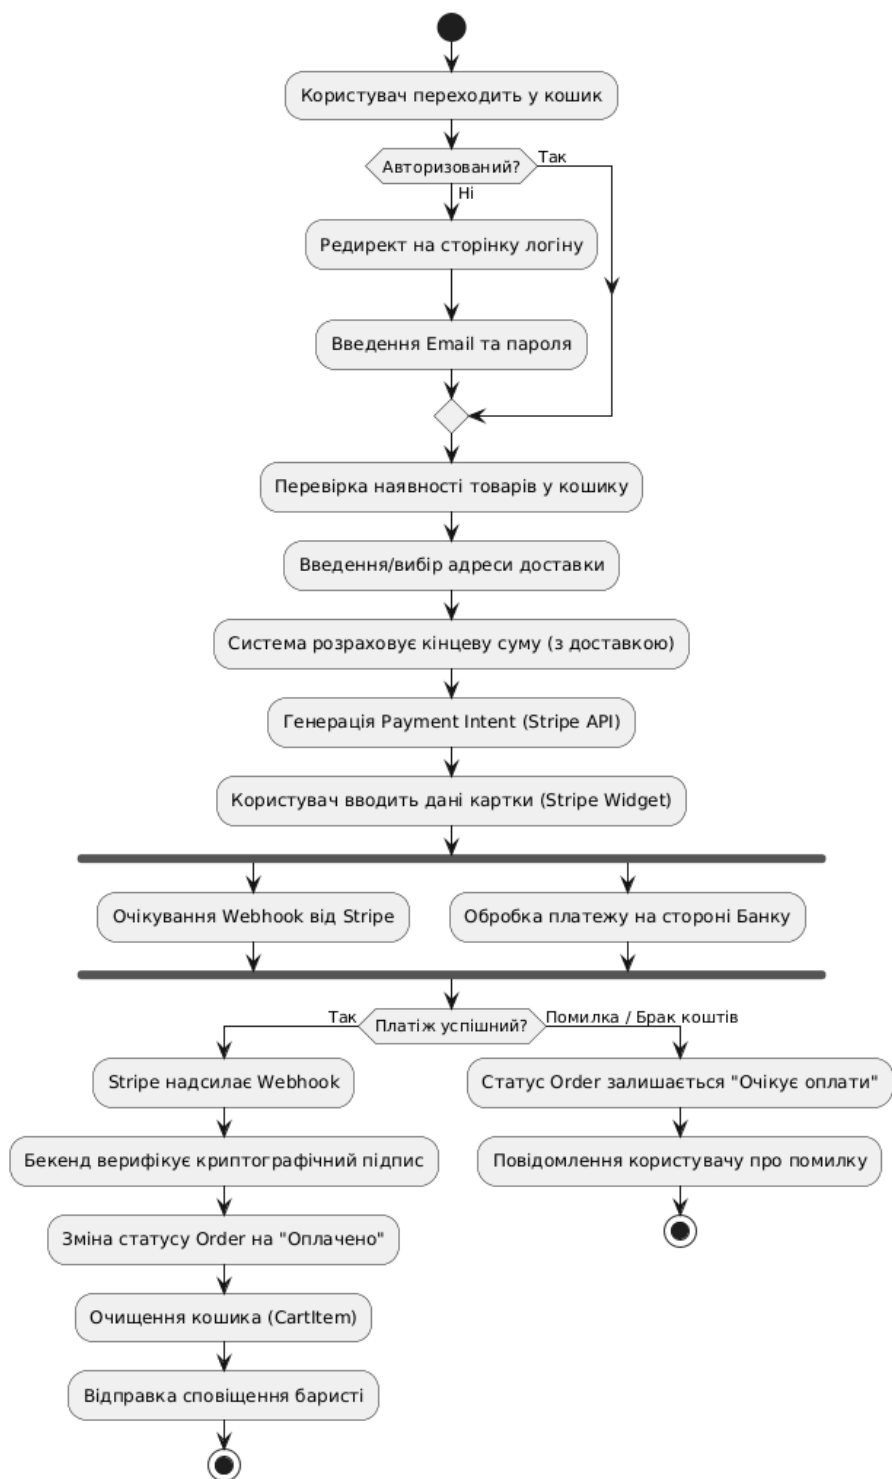 Користувач переходить у кошик
Авторизований?
Так
Ні
Редирект на сторінку логіну
Введення Email та пароля
Перевірка наявності товарів у кошику
Введення/вибір адреси доставки
Система розраховує кінцеву суму (з доставкою)
Генерація Payment Intent (Stripe API)
Користувач вводить дані картки (Stripe Widget)
Очікування Webhook від Stripe
Обробка платежу на стороні Банку
Так
Платіж успішний?
Помилка / Брак коштів
Stripe надсилає Webhook
Статус Order залишається "Очікує оплати"
Бекенд верифікує криптографічний підпис
Повідомлення користувачу про помилку
Зміна статусу Order на "Оплачено"
Очищення кошика (CartItem)
Відправка сповіщення баристі